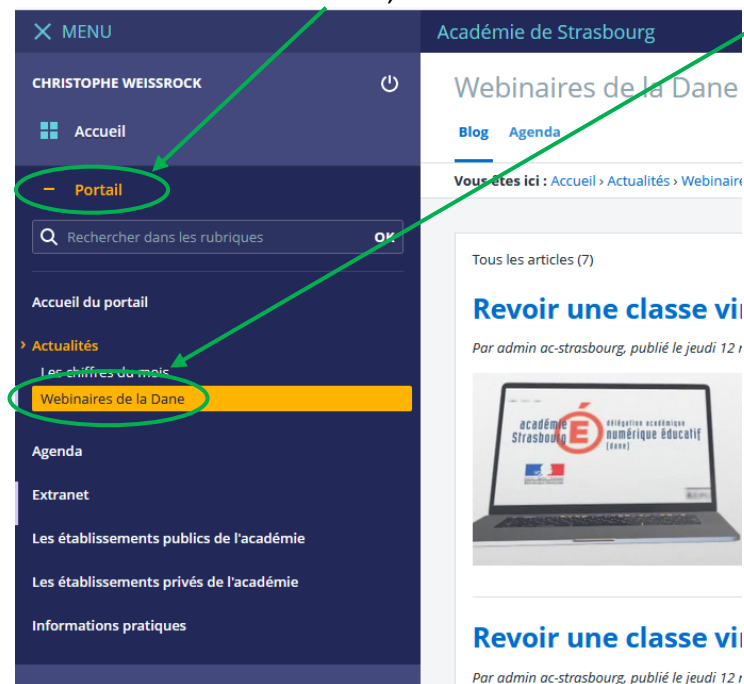 MENU
CHRISTOPHE WEISSROCK
Accueil
Portail
Rechercher dans les rubriques OK
Accueil du portail
Actualités
Les chiffres du mois
Webinaires de la Dane
Agenda
Extranet
Les établissements publics de l'académie
Les établissements privés de l'académie
Informations pratiques
Académie de Strasbourg
Webinaires de la Dane
Blog Agenda
Vous êtes ici : Accueil › Actualités › Webinaire
Tous les articles (7)
Revoir une classe vi
Par admin ac-strasbourg, publié le jeudi 12
académie
Strasbourg
délégation académique
numérique éducatif
(dane)
Revoir une classe vi
Par admin ac-strasbourg, publié le jeudi 12